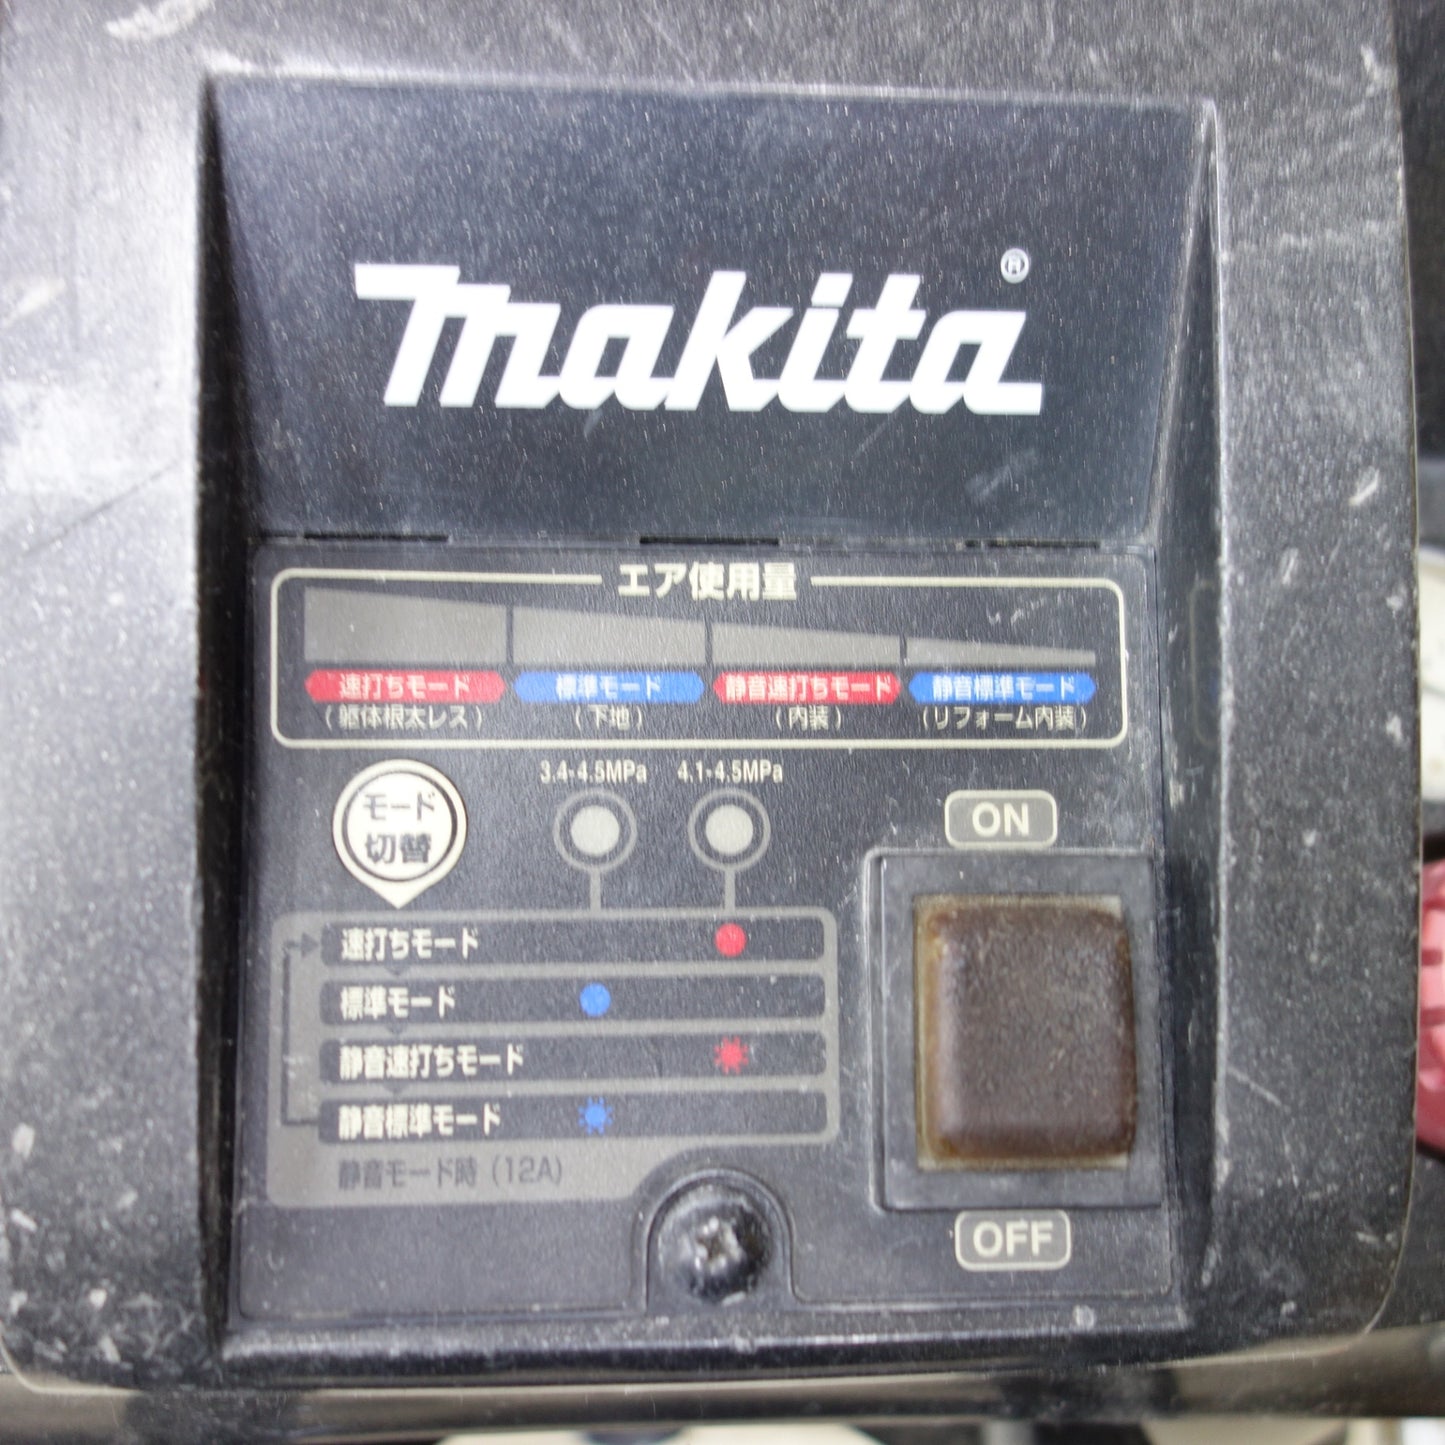 makita®
エア使用量
速打ちモード 標準モード 静音速打ちモード 静音標準モード
(躯体根太レス) (下地) (内装) (リフォーム内装)
3.4-4.5MPa 4.1-4.5MPa
モード
切替
ON
速打ちモード
標準モード
静音速打ちモード
静音標準モード
静音モード時(12A)
OFF